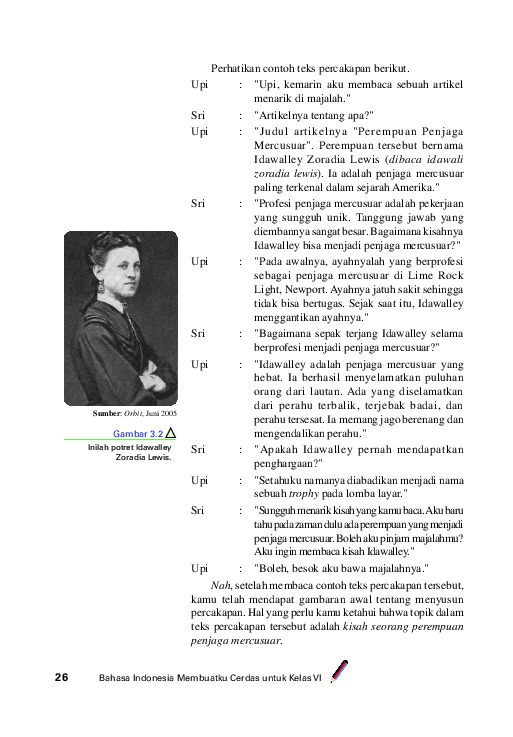 Perhatikan contoh teks percakapan berikut.
Upi : "Upi, kemarin aku membaca sebuah artikel
menarik di majalah."
Sri : "Artikelnya tentang apa?"
Upi : "Judul artikelnya "Perempuan Penjaga
Mercusuar". Perempuan tersebut bernama
Idawalley Zoradia Lewis (dibaca idawali
zoradia lewis). Ia adalah penjaga mercusuar
paling terkenal dalam sejarah Amerika."
Sri : "Profesi penjaga mercusuar adalah pekerjaan
yang sungguh unik. Tanggung jawab yang
diembannya sangat besar. Bagaimana kisahnya
Idawalley bisa menjadi penjaga mercusuar?"
Upi : "Pada awalnya, ayahnyalah yang berprofesi
sebagai penjaga mercusuar di Lime Rock
Light, Newport. Ayahnya jatuh sakit sehingga
tidak bisa bertugas. Sejak saat itu, Idawalley
menggantikan ayahnya."
Sri : "Bagaimana sepak terjang Idawalley selama
berprofesi menjadi penjaga mercusuar?"
Upi : "Idawalley adalah penjaga mercusuar yang
hebat. Ia berhasil menyelamatkan puluhan
orang dari lautan. Ada yang diselamatkan
dari perahu terbalik, terjebak badai, dan
perahu tersesat. Ia memang jago berenang dan
mengendalikan perahu."
Sri : "Apakah Idawalley pernah mendapatkan
penghargaan?"
Upi : "Setahuku namanya diabadikan menjadi nama
sebuah trophy pada lomba layar."
Sri : "Sungguh menarik kisah yang kamu baca. Aku baru
tahu pada zaman dulu ada perempuan yang menjadi
penjaga mercusuar. Boleh aku pinjam majalahmu?
Aku ingin membaca kisah Idawalley."
Upi : "Boleh, besok aku bawa majalahnya."
Nah, setelah membaca contoh teks percakapan tersebut,
kamu telah mendapat gambaran awal tentang menyusun
percakapan. Hal yang perlu kamu ketahui bahwa topik dalam
teks percakapan tersebut adalah kisah seorang perempuan
penjaga mercusuar.
Sumber: Orbit, Juni 2005
Gambar 3.2
Inilah potret Idawalley
Zoradia Lewis.
26 Bahasa Indonesia Membuatku Cerdas untuk Kelas VI